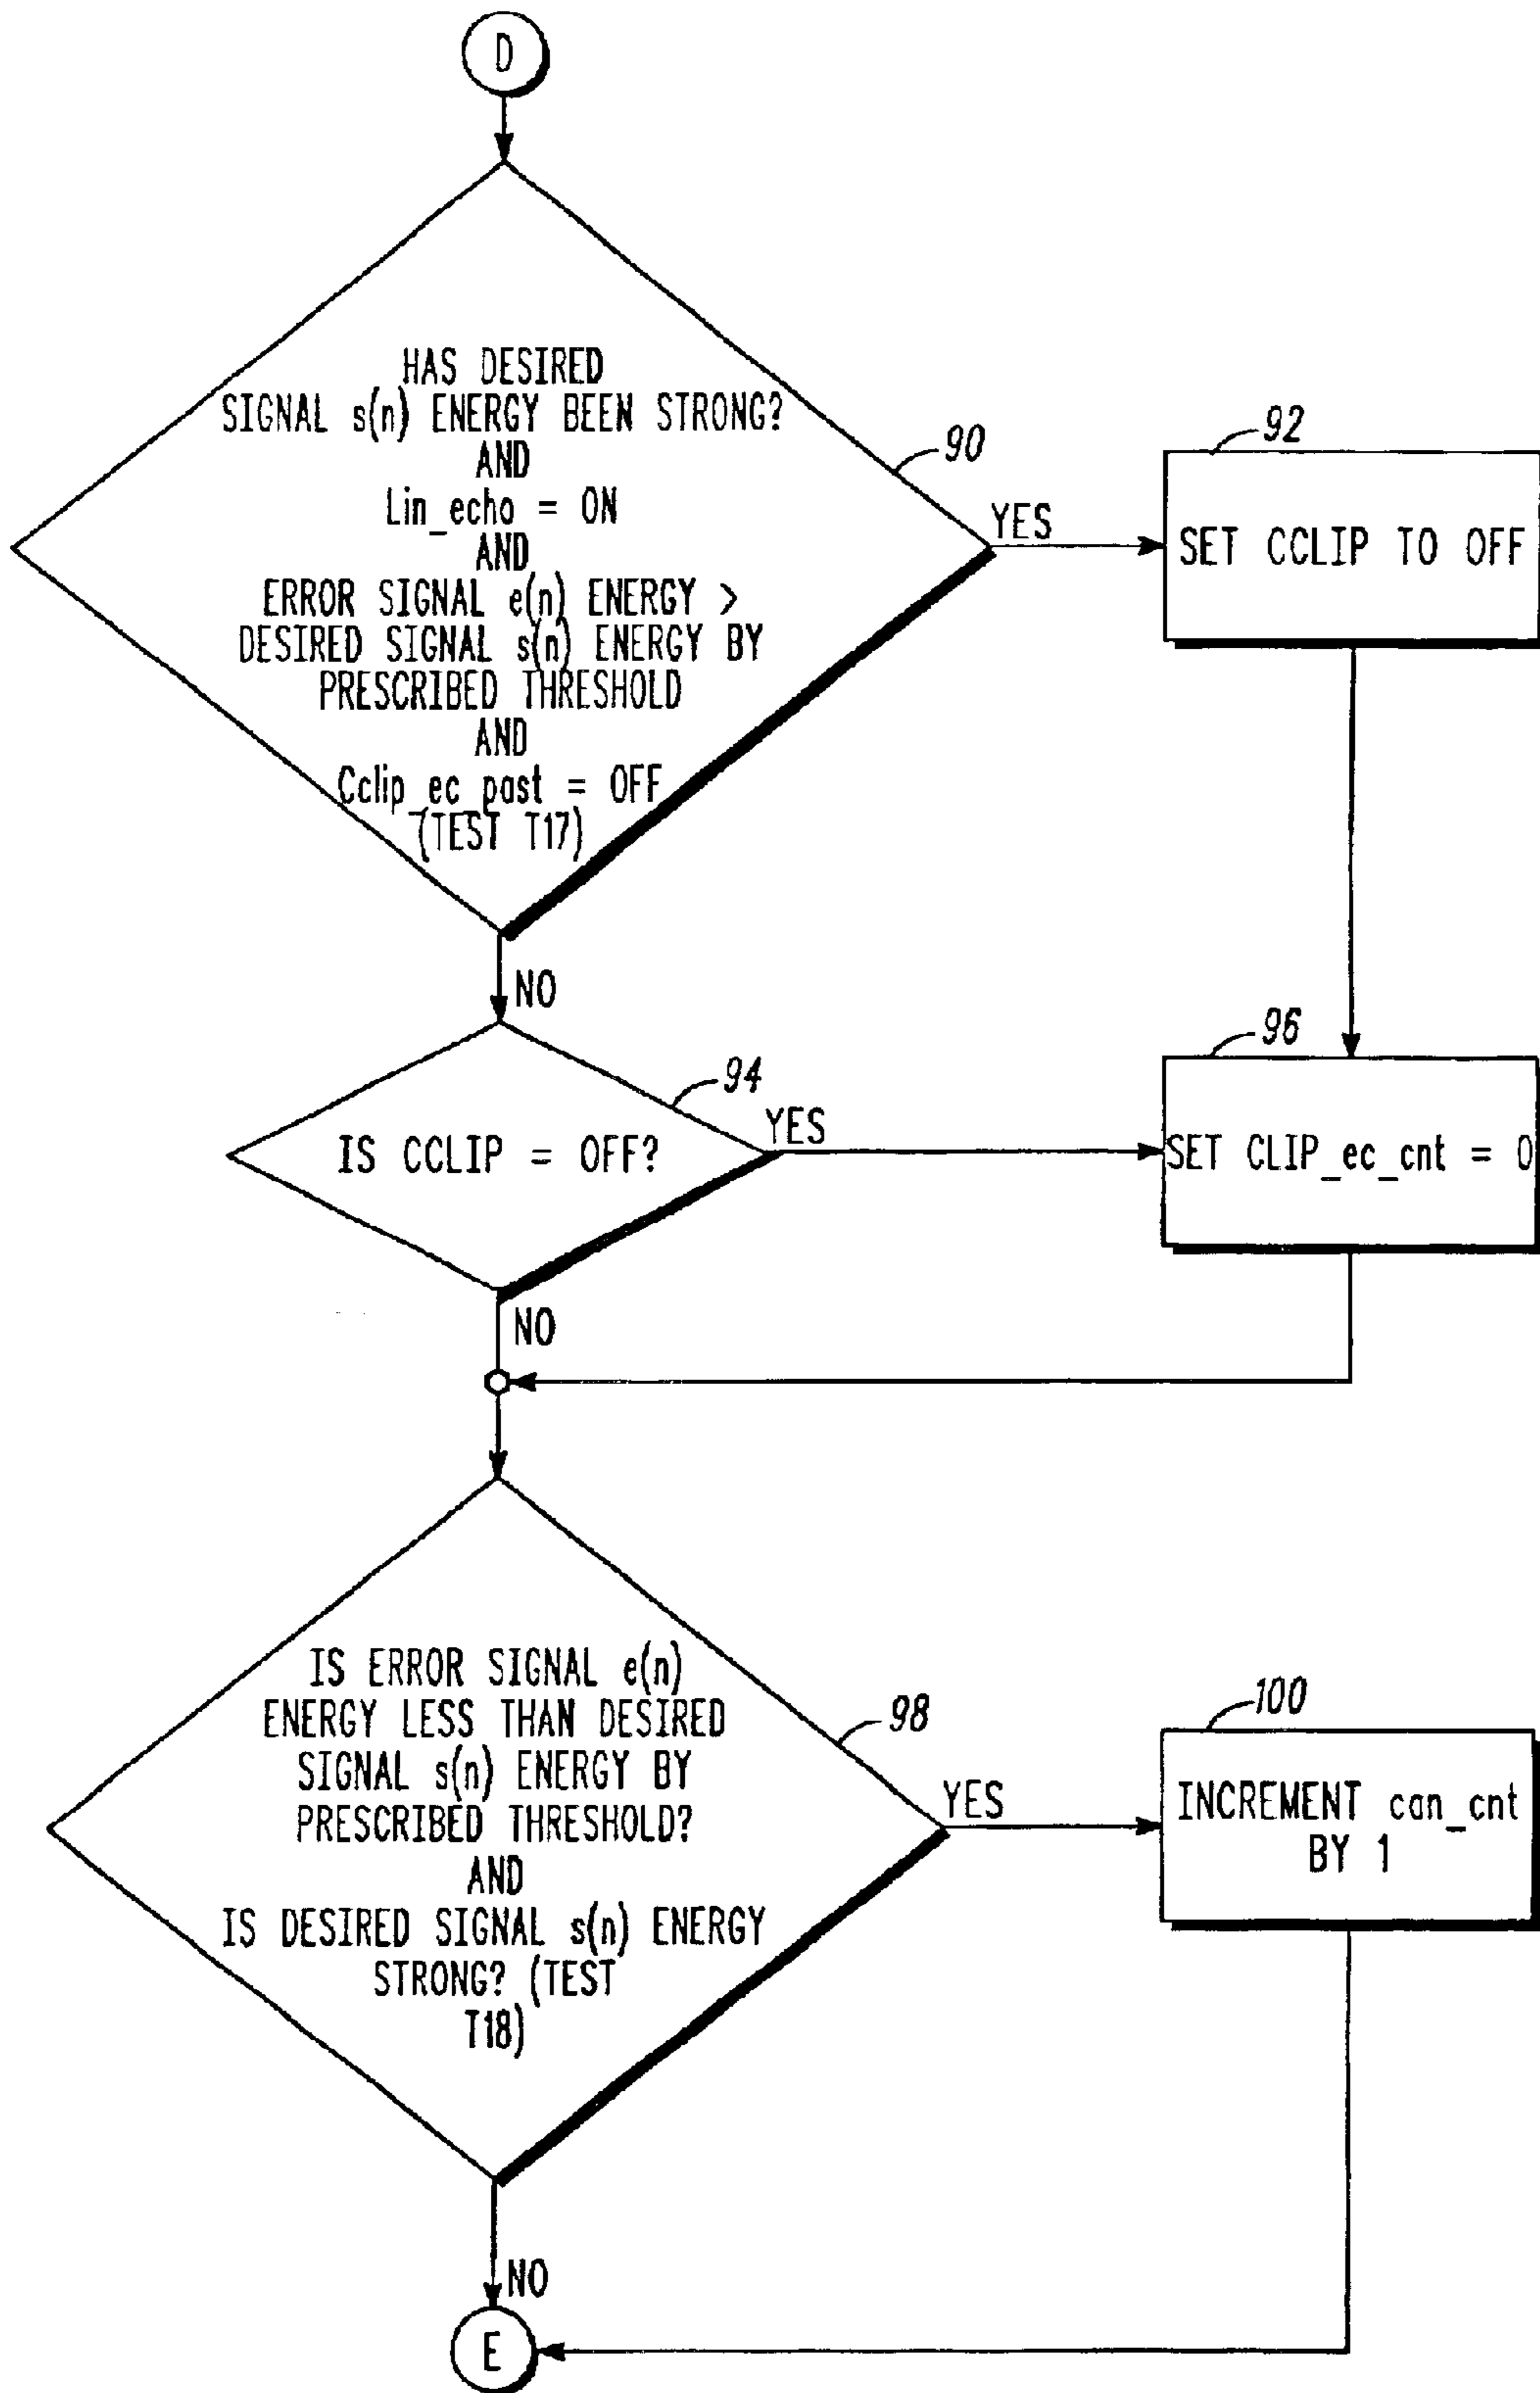 D
HAS DESIRED
SIGNAL s(n) ENERGY BEEN STRONG?
AND
Lin_echo = ON
AND
ERROR SIGNAL e(n) ENERGY >
DESIRED SIGNAL s(n) ENERGY BY
PRESCRIBED THRESHOLD
AND
Cclip_ec_past = OFF
(TEST T17)
90
YES
92
SET CCLIP TO OFF
NO
94
IS CCLIP = OFF?
YES
96
SET CLIP_ec_cnt = 0
NO
IS ERROR SIGNAL e(n)
ENERGY LESS THAN DESIRED
SIGNAL s(n) ENERGY BY
PRESCRIBED THRESHOLD?
AND
IS DESIRED SIGNAL s(n) ENERGY
STRONG? (TEST
T18)
98
YES
100
INCREMENT can_cnt
BY 1
NO
E